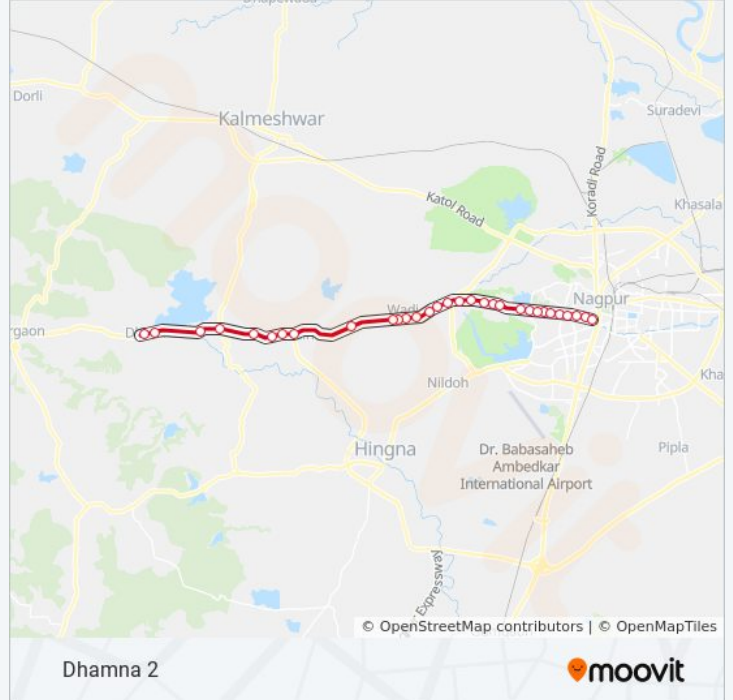 Dorli
Kalmeshwar
Suradevi
Koradi Road
Katol Road
Khasala
Nagpur
Wadi
rgaon
Nildoh
Kha
Hingna
Dr. Babasaheb
Ambedkar
International Airport
Pipla
Expressway
© OpenStreetMap contributors | © OpenMapTiles
Dhamna 2
moovit